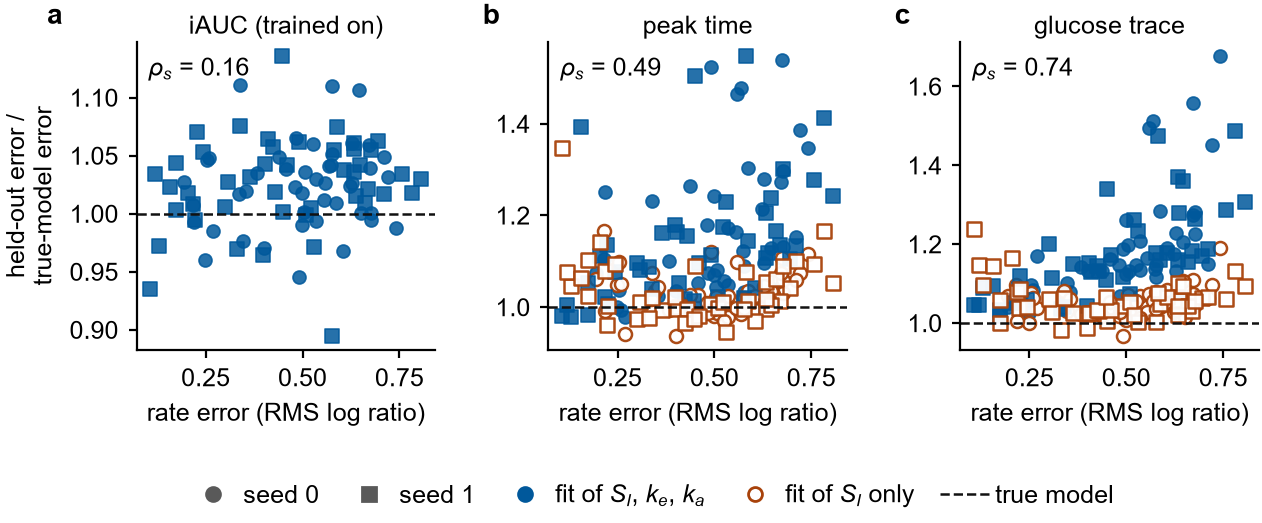 a
iAUC (trained on)
b
peak time
c
glucose trace
held-out error /
true-model error
ρs = 0.16
1.10
1.05
1.00
0.95
0.90
0.25
0.50
0.75
rate error (RMS log ratio)
ρs = 0.49
1.4
1.2
1.0
0.25
0.50
0.75
rate error (RMS log ratio)
ρs = 0.74
1.6
1.4
1.2
1.0
0.25
0.50
0.75
rate error (RMS log ratio)
seed 0
seed 1
fit of SI, ke, ka
fit of SI only
true model